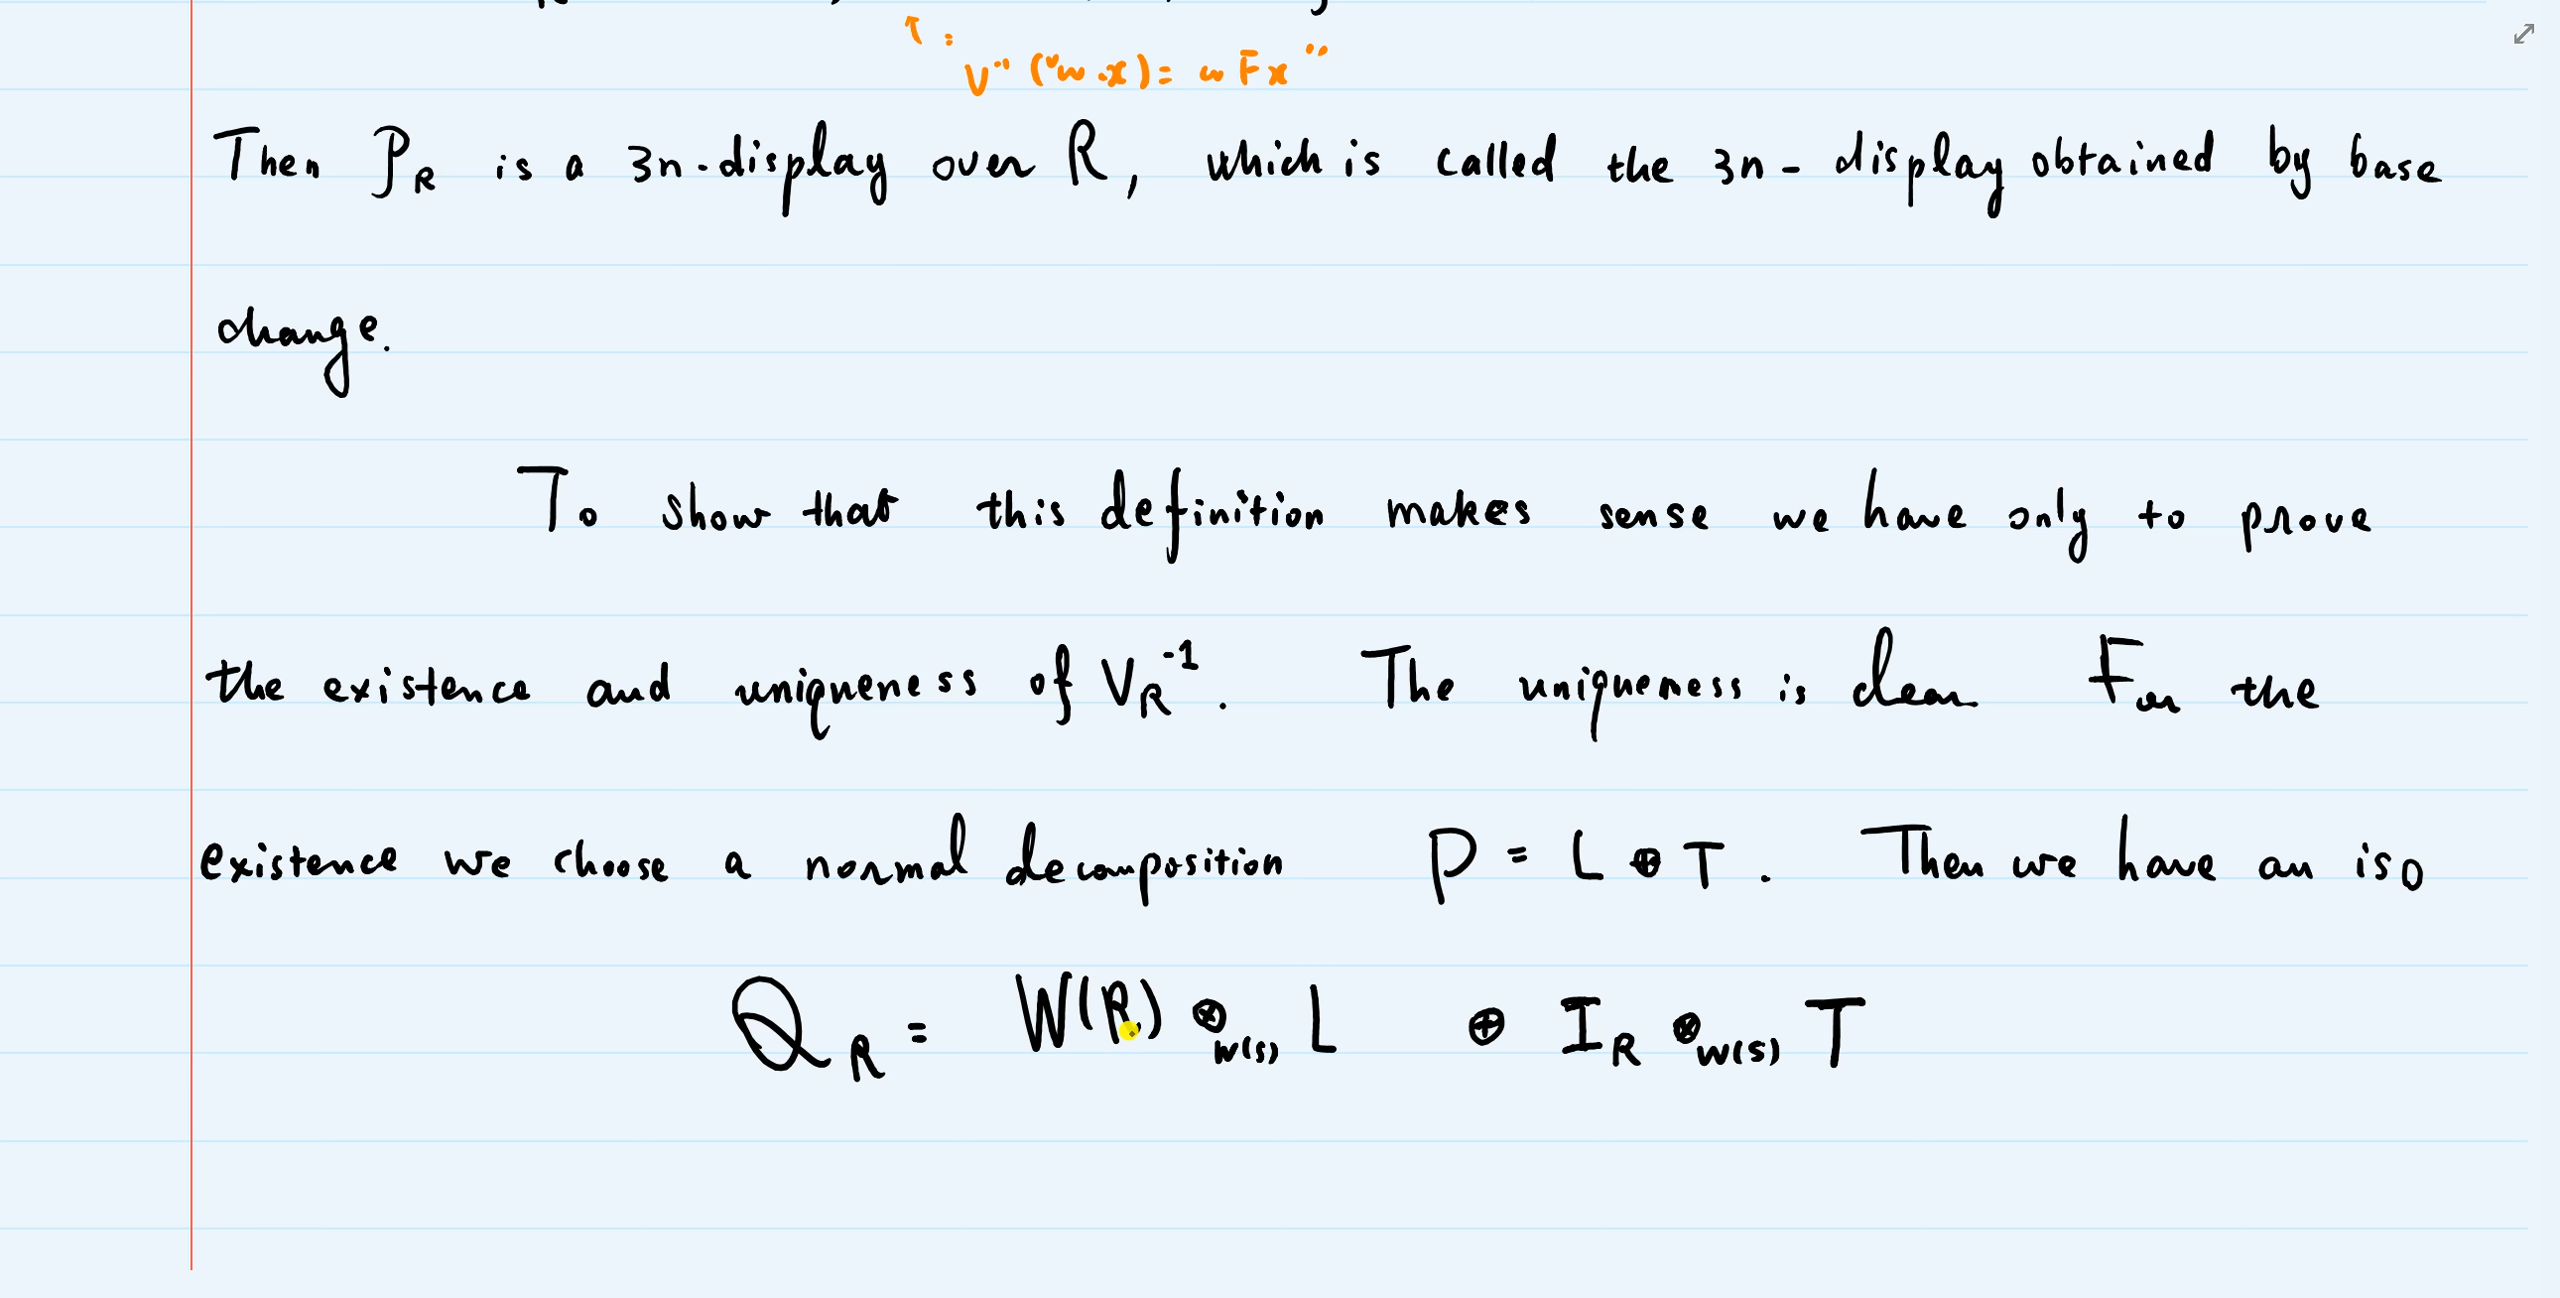 V⁻¹ (ᵛw · x) = w F x "
Then P_R is a 3n-display over R, which is called the 3n-display obtained by base
change.
To show that this definition makes sense we have only to prove
the existence and uniqueness of V_R⁻¹. The uniqueness is clear. For the
existence we choose a normal decomposition P = L ⊕ T. Then we have an iso
Q_R = W(R) ⊗_W(S) L ⊕ I_R ⊗_W(S) T